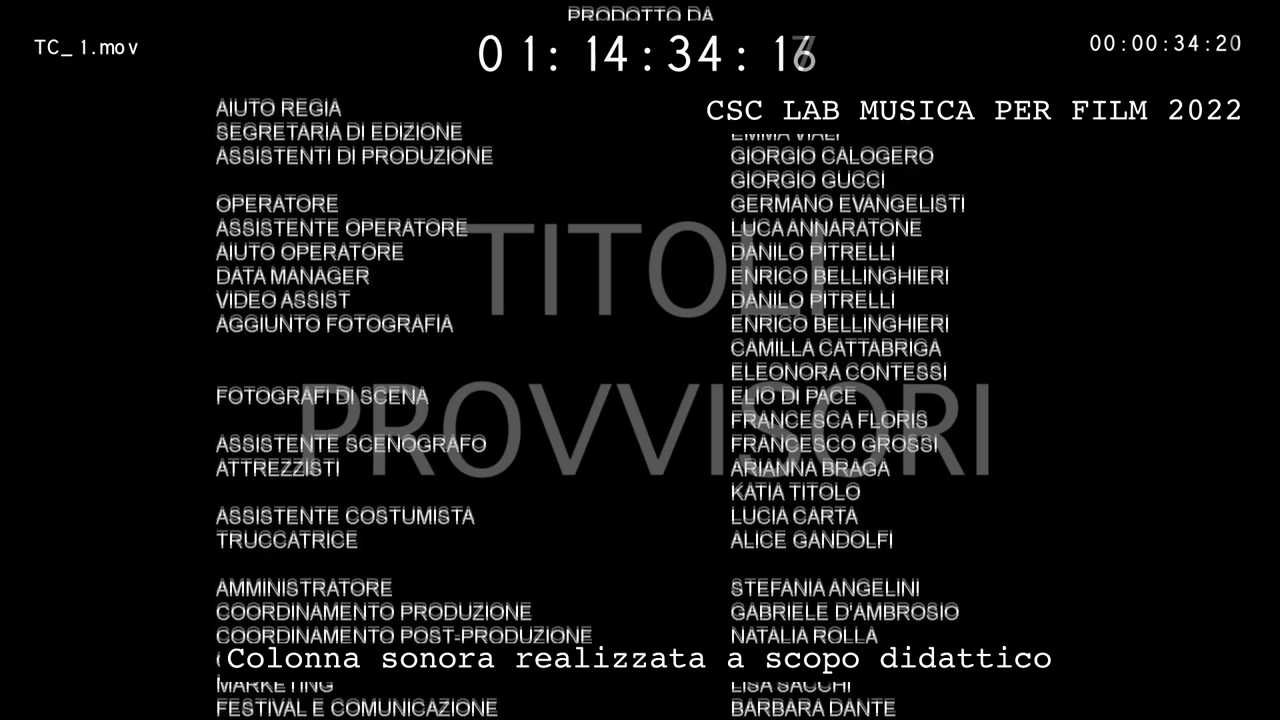 PRODOTTO DA
TC_ 1.mov
01:14:34:16
00:00:34:20
CSC LAB MUSICA PER FILM 2022
AIUTO REGIA
SEGRETARIA DI EDIZIONE EMMA VIALI
ASSISTENTI DI PRODUZIONE GIORGIO CALOGERO
GIORGIO GUCCI
OPERATORE GERMANO EVANGELISTI
ASSISTENTE OPERATORE LUCA ANNARATONE
AIUTO OPERATORE DANILO PITRELLI
DATA MANAGER ENRICO BELLINGHIERI
VIDEO ASSIST DANILO PITRELLI
AGGIUNTO FOTOGRAFIA ENRICO BELLINGHIERI
CAMILLA CATTABRIGA
ELEONORA CONTESSI
FOTOGRAFI DI SCENA ELIO DI PACE
FRANCESCA FLORIS
ASSISTENTE SCENOGRAFO FRANCESCO GROSSI
ATTREZZISTI ARIANNA BRAGA
KATIA TITOLO
ASSISTENTE COSTUMISTA LUCIA CARTA
TRUCCATRICE ALICE GANDOLFI
TITOLI
PROVVISORI
AMMINISTRATORE STEFANIA ANGELINI
COORDINAMENTO PRODUZIONE GABRIELE D'AMBROSIO
COORDINAMENTO POST-PRODUZIONE NATALIA ROLLA
Colonna sonora realizzata a scopo didattico
MARKETING LISA SACCHI
FESTIVAL E COMUNICAZIONE BARBARA DANTE